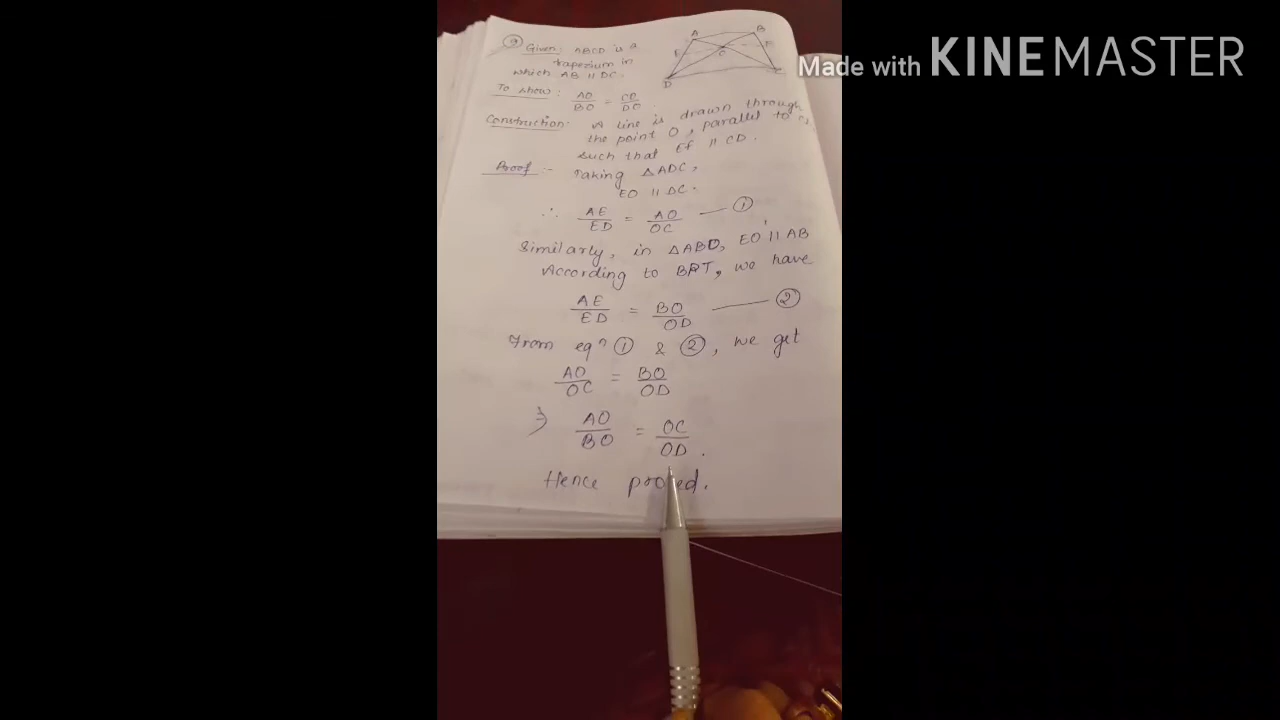 9 Given: ABCD is a
trapezium in
which AB || DC.
To show: AO/BO = CO/DO.
Construction: A line is drawn through
the point O, parallel to
such that EF || CD.
Proof :- Taking ΔADC,
EO || DC.
∴ AE/ED = AO/OC — ①
Similarly, in ΔABD, EO || AB
According to BPT, we have
AE/ED = BO/OD — ②
From eqn ① & ②, we get
AO/OC = BO/OD
⇒ AO/BO = OC/OD.
Hence proved.
A B
E O F
D
Made with KINEMASTER